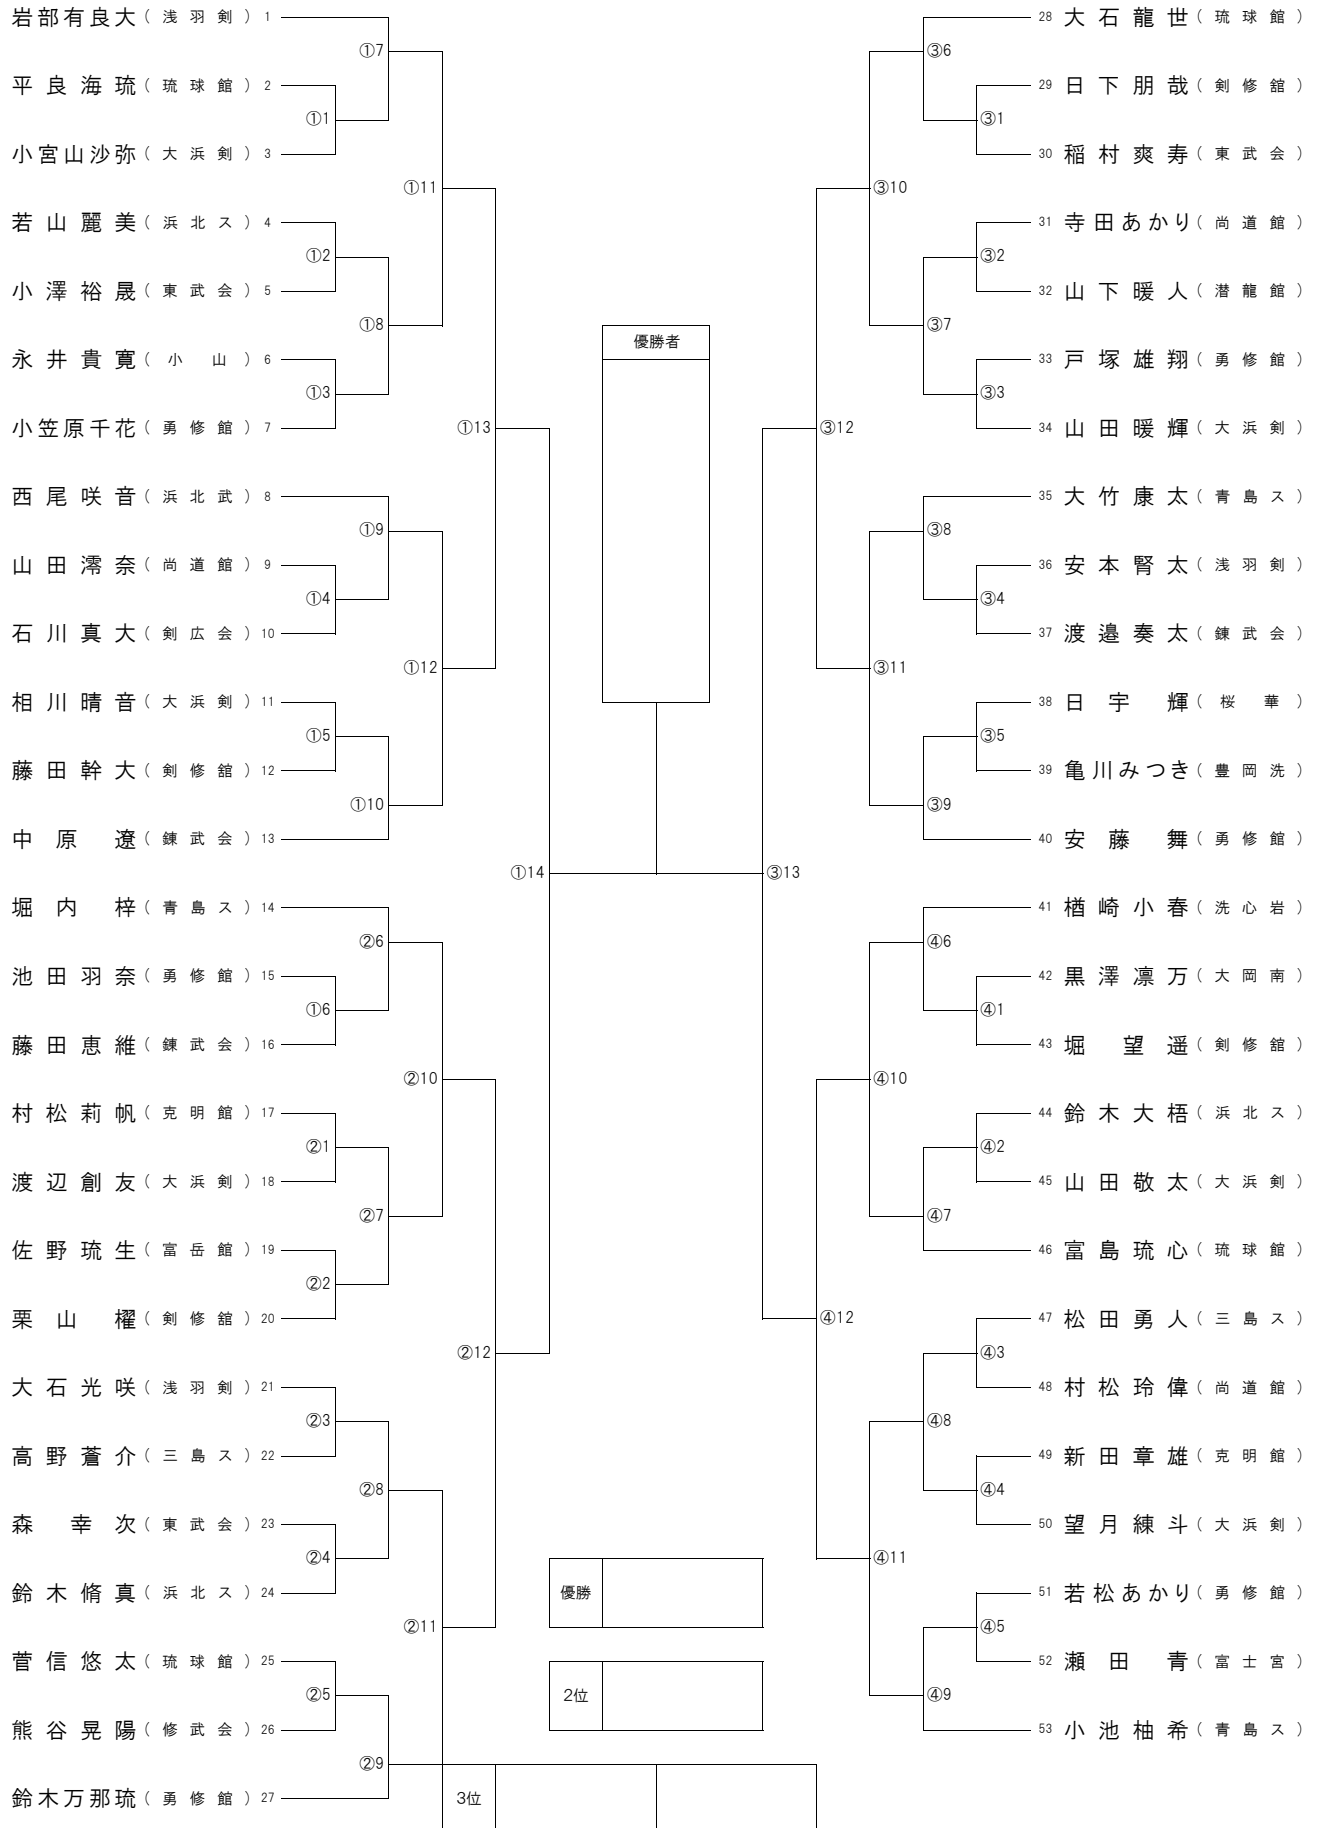 岩部有良大（浅羽剣）1
①7
平良海琉（琉球館）2
①1
小宮山沙弥（大浜剣）3
①11
若山麗美（浜北ス）4
①2
小澤裕晟（東武会）5
①8
永井貴寛（小山）6
①3
小笠原千花（勇修館）7
①13
西尾咲音（浜北武）8
①9
山田澪奈（尚道館）9
①4
石川真大（剣広会）10
①12
相川晴音（大浜剣）11
①5
藤田幹大（剣修舘）12
①10
中原遼（錬武会）13
①14
堀内梓（青島ス）14
②6
池田羽奈（勇修館）15
①6
藤田恵維（錬武会）16
②10
村松莉帆（克明館）17
②1
渡辺創友（大浜剣）18
②7
佐野琉生（富岳館）19
②2
栗山櫂（剣修舘）20
②12
大石光咲（浅羽剣）21
②3
高野蒼介（三島ス）22
②8
森幸次（東武会）23
②4
鈴木脩真（浜北ス）24
②11
菅信悠太（琉球館）25
②5
熊谷晃陽（修武会）26
②9
鈴木万那琉（勇修館）27
優勝者
優勝
2位
3位
28 大石龍世（琉球館）
③6
29 日下朋哉（剣修舘）
③1
30 稲村爽寿（東武会）
③10
31 寺田あかり（尚道館）
③2
32 山下暖人（潜龍館）
③7
33 戸塚雄翔（勇修館）
③3
34 山田暖輝（大浜剣）
③12
35 大竹康太（青島ス）
③8
36 安本賢太（浅羽剣）
③4
37 渡邉奏太（錬武会）
③11
38 日宇輝（桜華）
③5
39 亀川みつき（豊岡洗）
③9
40 安藤舞（勇修館）
③13
41 楢崎小春（洗心岩）
④6
42 黒澤凛万（大岡南）
④1
43 堀望遥（剣修舘）
④10
44 鈴木大梧（浜北ス）
④2
45 山田敬太（大浜剣）
④7
46 富島琉心（琉球館）
④12
47 松田勇人（三島ス）
④3
48 村松玲偉（尚道館）
④8
49 新田章雄（克明館）
④4
50 望月練斗（大浜剣）
④11
51 若松あかり（勇修館）
④5
52 瀬田青（富士宮）
④9
53 小池柚希（青島ス）